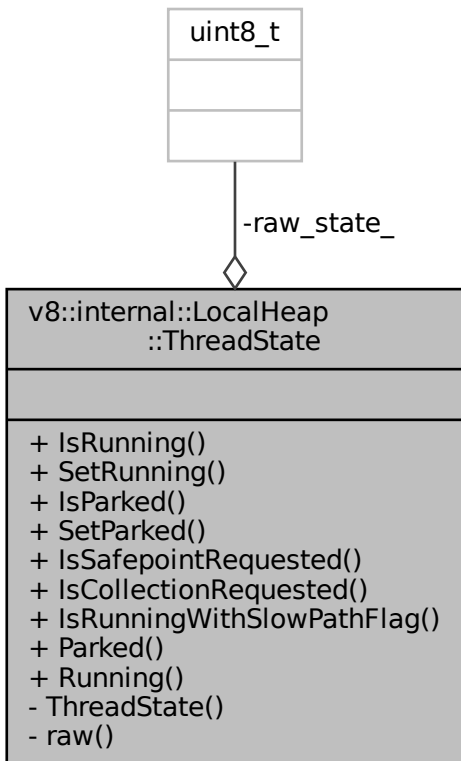 uint8_t
-raw_state_
v8::internal::LocalHeap
::ThreadState
+ IsRunning()
+ SetRunning()
+ IsParked()
+ SetParked()
+ IsSafepointRequested()
+ IsCollectionRequested()
+ IsRunningWithSlowPathFlag()
+ Parked()
+ Running()
- ThreadState()
- raw()